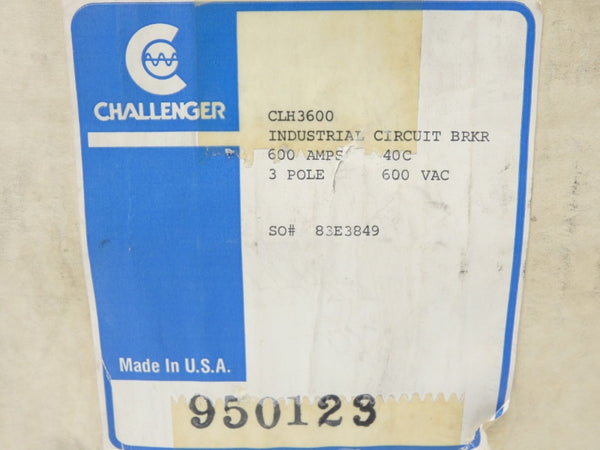 CHALLENGER
CLH3600
INDUSTRIAL CIRCUIT BRKR
600 AMPS 40C
3 POLE 600 VAC
SO# 83E3849
Made In U.S.A.
950123